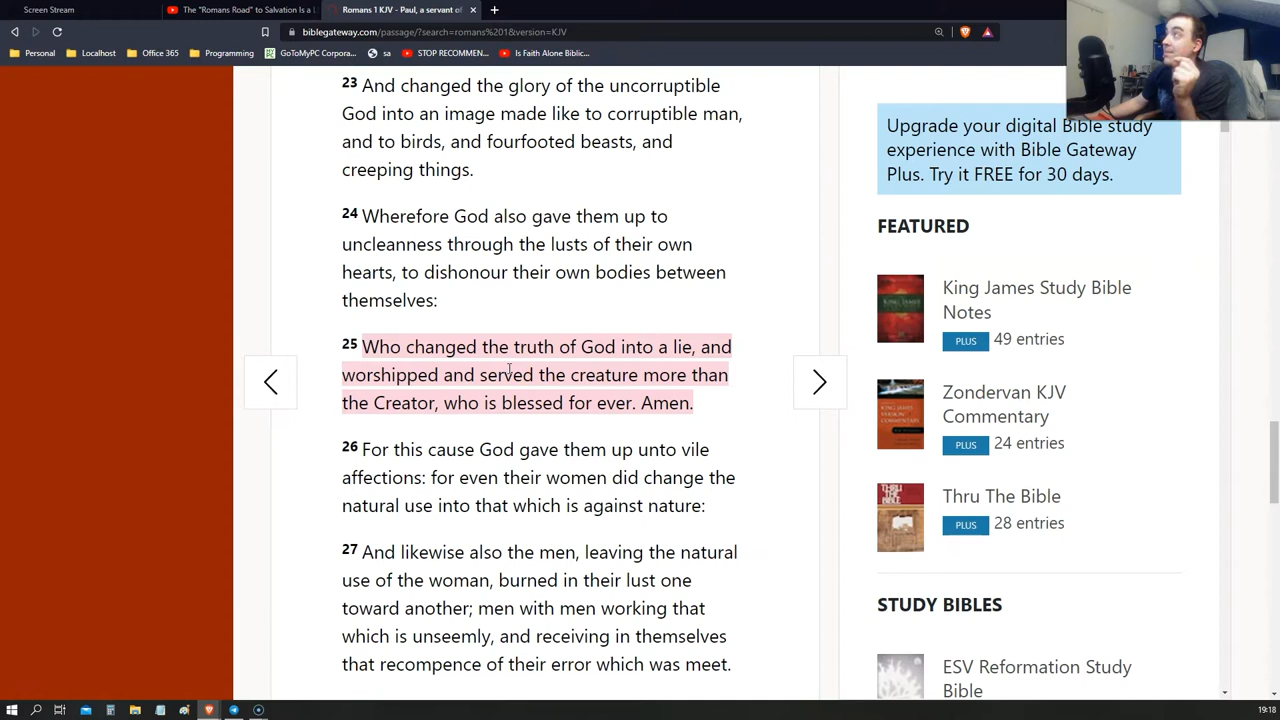 Screen Stream
The "Romans Road" to Salvation Is a L
Romans 1 KJV - Paul, a servant of
biblegateway.com/passage/?search=romans%201&version=KJV
Personal
Localhost
Office 365
Programming
GoToMyPC Corpora...
sa
STOP RECOMMEN...
Is Faith Alone Biblic...
23 And changed the glory of the uncorruptible
God into an image made like to corruptible man,
and to birds, and fourfooted beasts, and
creeping things.
24 Wherefore God also gave them up to
uncleanness through the lusts of their own
hearts, to dishonour their own bodies between
themselves:
25 Who changed the truth of God into a lie, and
worshipped and served the creature more than
the Creator, who is blessed for ever. Amen.
26 For this cause God gave them up unto vile
affections: for even their women did change the
natural use into that which is against nature:
27 And likewise also the men, leaving the natural
use of the woman, burned in their lust one
toward another; men with men working that
which is unseemly, and receiving in themselves
that recompence of their error which was meet.
Upgrade your digital Bible study
experience with Bible Gateway
Plus. Try it FREE for 30 days.
FEATURED
King James Study Bible
Notes
PLUS 49 entries
Zondervan KJV
Commentary
PLUS 24 entries
THRU THE BIBLE
Thru The Bible
PLUS 28 entries
STUDY BIBLES
ESV Reformation Study
Bible
19:18